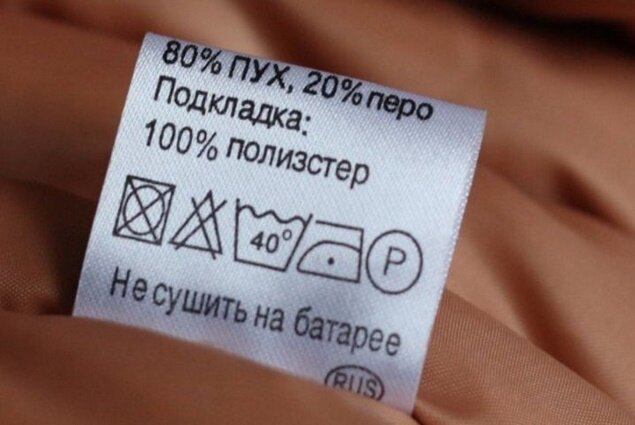 80% ПУХ, 20% перо
Подкладка:
100% полиэстер
40°
P
Не сушить на батарее
RUS